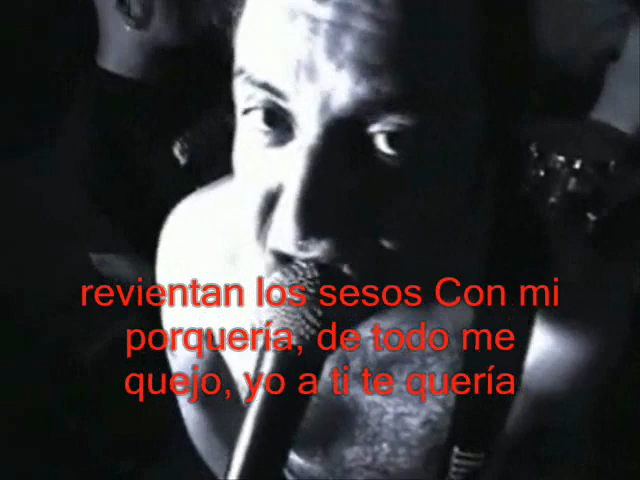 revientan los sesos Con mi
porquería, de todo me
quejo, yo a ti te quería